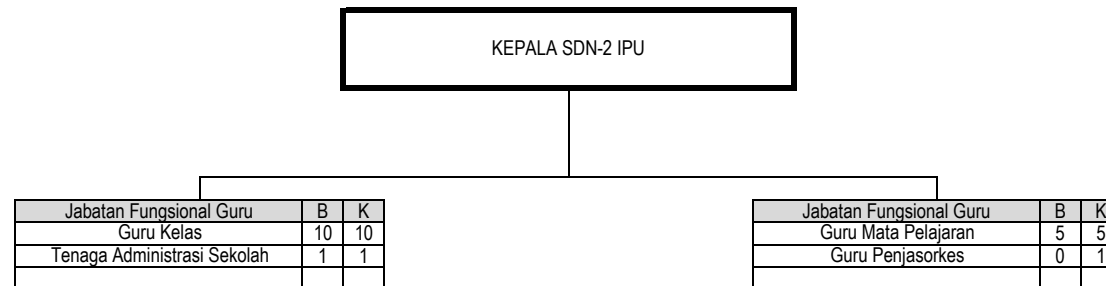 KEPALA SDN-2 IPU
Jabatan Fungsional Guru B K
Guru Kelas 10 10
Tenaga Administrasi Sekolah 1 1
Jabatan Fungsional Guru B K
Guru Mata Pelajaran 5 5
Guru Penjasorkes 0 1